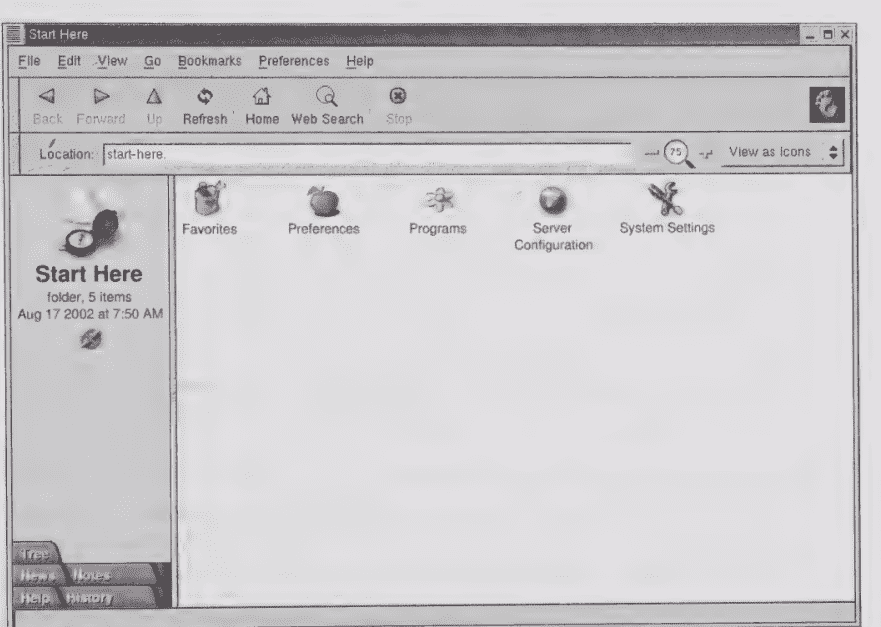 Start Here
File Edit View Go Bookmarks Preferences Help
Back Forward Up Refresh Home Web Search Stop
Location: start-here: 75 View as Icons
Favorites Preferences Programs Server Configuration System Settings
Start Here
folder, 5 items
Aug 17 2002 at 7:50 AM
Tree
News Notes
Help History